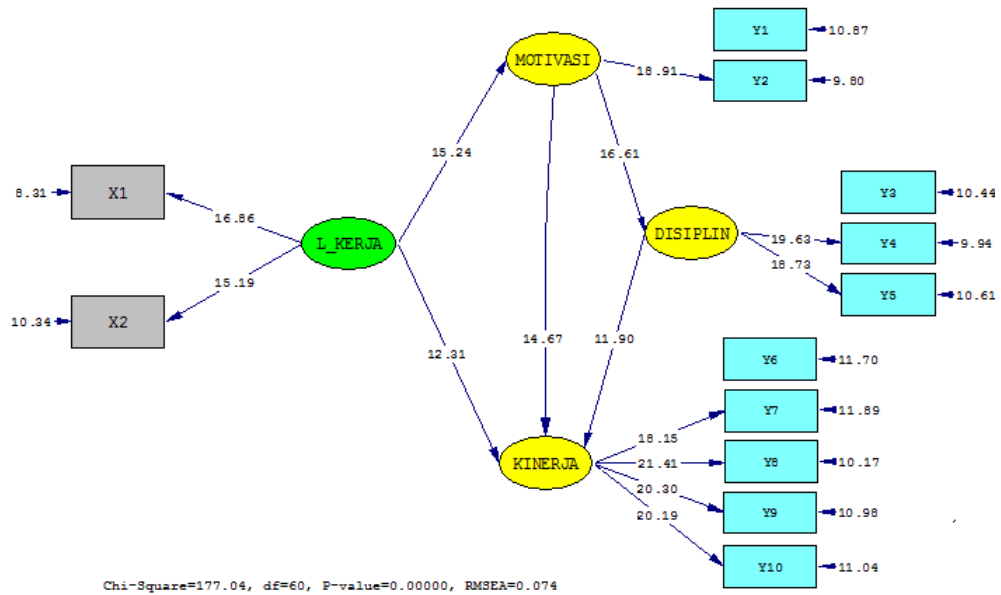 Y1
10.87
MOTIVASI
18.91
Y2
9.80
15.24
16.61
8.31
X1
Y3
10.44
16.86
L_KERJA
DISIPLIN
19.63
Y4
9.94
18.73
15.19
Y5
10.61
10.34
X2
14.67
11.90
12.31
Y6
11.70
Y7
11.89
18.15
KINERJA
21.41
Y8
10.17
20.30
20.19
Y9
10.98
Y10
11.04
Chi-Square=177.04, df=60, P-value=0.00000, RMSEA=0.074